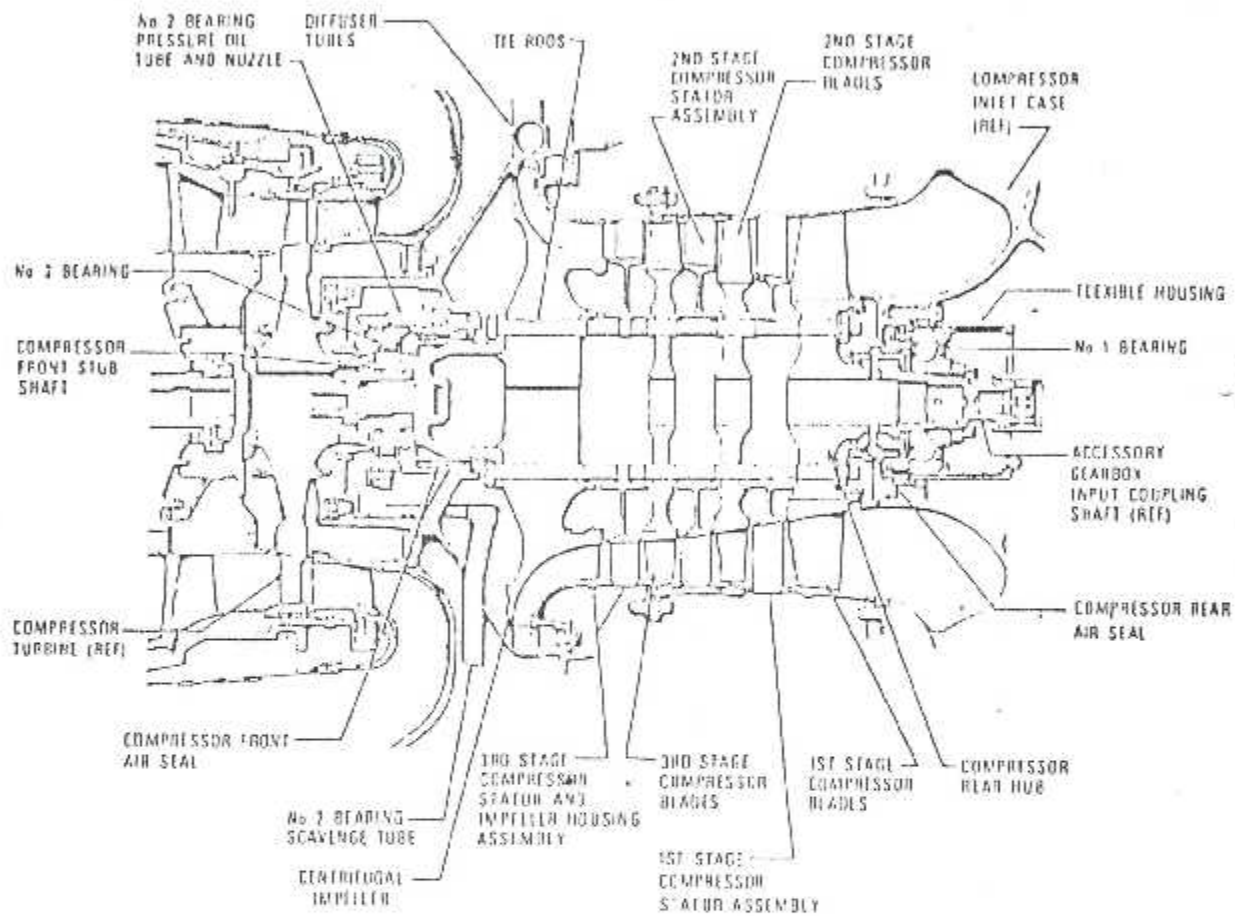 No 2 BEARING
PRESSURE OIL
TUBE AND NUZZLE
DIFFUSER
TUBES
TIE RODS
2ND STAGE
COMPRESSOR
STATOR
ASSEMBLY
2ND STAGE
COMPRESSOR
BLADES
COMPRESSOR
INLET CASE
(REF)
No 2 BEARING
FLEXIBLE HOUSING
COMPRESSOR
FRONT STUB
SHAFT
No 1 BEARING
ACCESSORY
GEARBOX
INPUT COUPLING
SHAFT (REF)
COMPRESSOR
TURBINE (REF)
COMPRESSOR REAR
AIR SEAL
COMPRESSOR FRONT
AIR SEAL
3RD STAGE
COMPRESSOR
STATOR AND
IMPELLER HOUSING
ASSEMBLY
3RD STAGE
COMPRESSOR
BLADES
1ST STAGE
COMPRESSOR
BLADES
COMPRESSOR
REAR HUB
No 2 BEARING
SCAVENGE TUBE
CENTRIFUGAL
IMPELLER
1ST STAGE
COMPRESSOR
STATOR ASSEMBLY